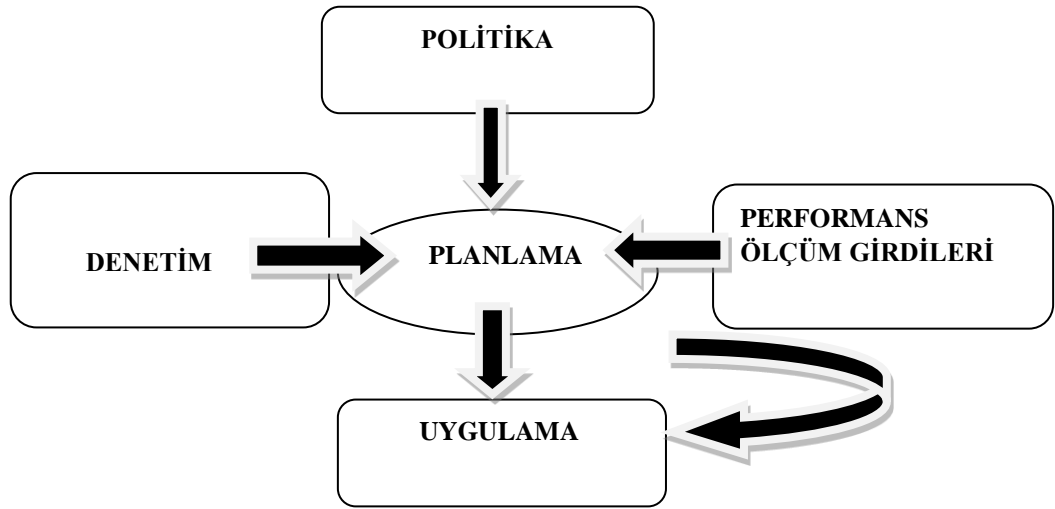 POLİTİKA
DENETİM
PLANLAMA
PERFORMANS
ÖLÇÜM GİRDİLERİ
UYGULAMA